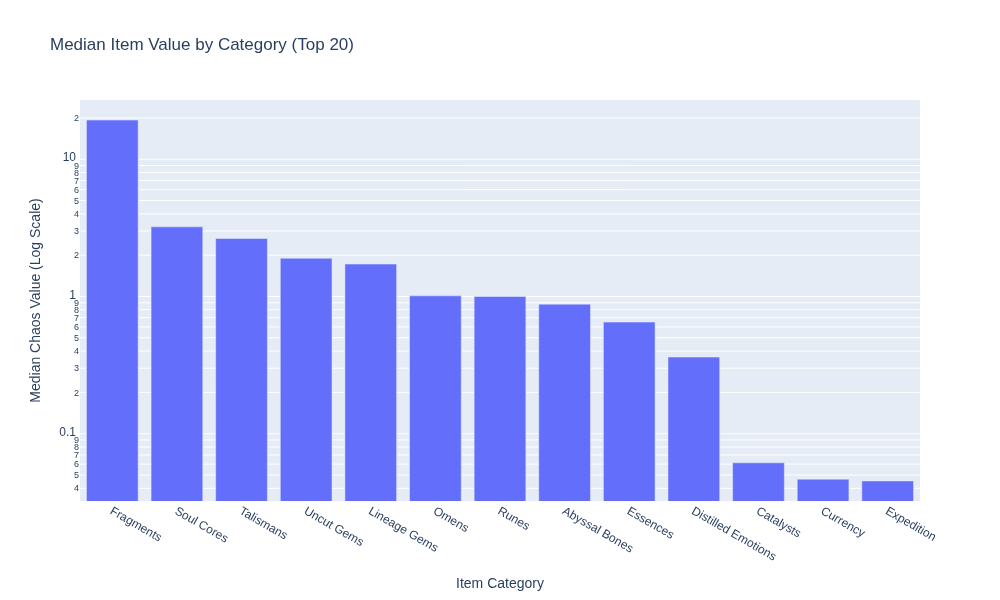 Median Item Value by Category (Top 20)
Median Chaos Value (Log Scale)
2
10
9
8
7
6
5
4
3
2
1
9
8
7
6
5
4
3
2
0.1
9
8
7
6
5
4
Fragments
Soul Cores
Talismans
Uncut Gems
Lineage Gems
Omens
Runes
Abyssal Bones
Essences
Distilled Emotions
Catalysts
Currency
Expedition
Item Category